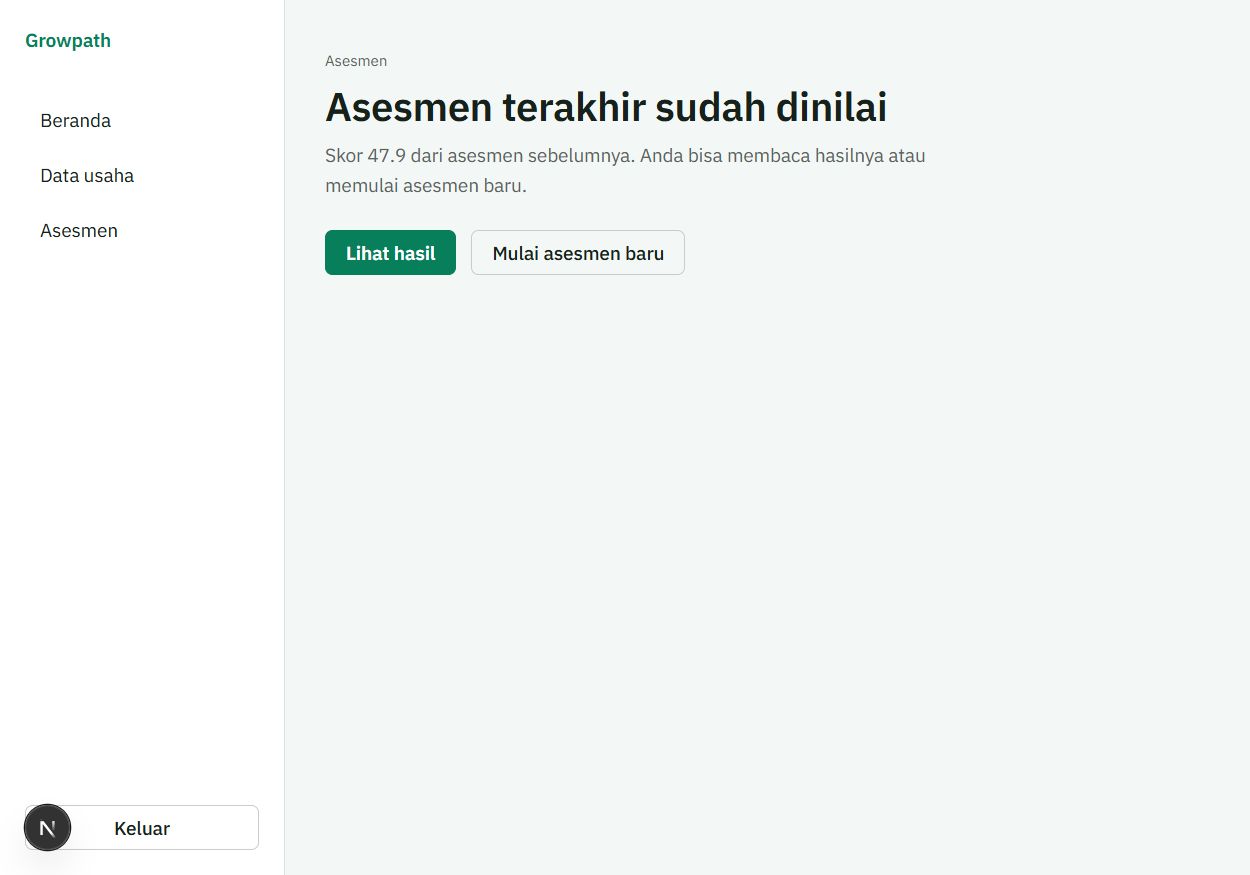 Growpath
Beranda
Data usaha
Asesmen
Keluar
Asesmen
Asesmen terakhir sudah dinilai
Skor 47.9 dari asesmen sebelumnya. Anda bisa membaca hasilnya atau
memulai asesmen baru.
Lihat hasil
Mulai asesmen baru